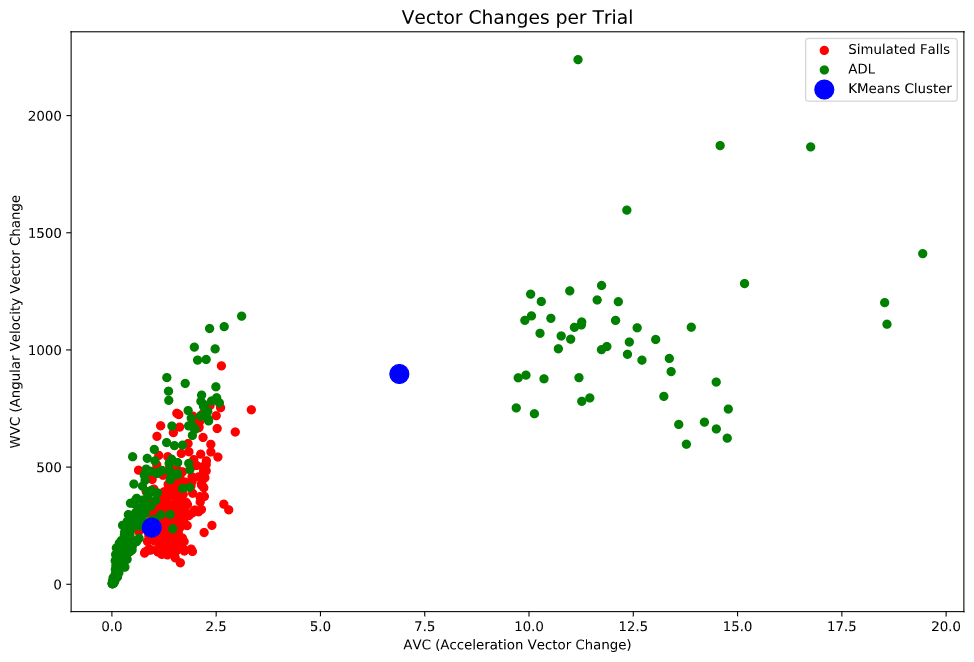 Vector Changes per Trial
Simulated Falls
ADL
KMeans Cluster
WVC (Angular Velocity Vector Change
2000
1500
1000
500
0
0.0 2.5 5.0 7.5 10.0 12.5 15.0 17.5 20.0
AVC (Acceleration Vector Change)